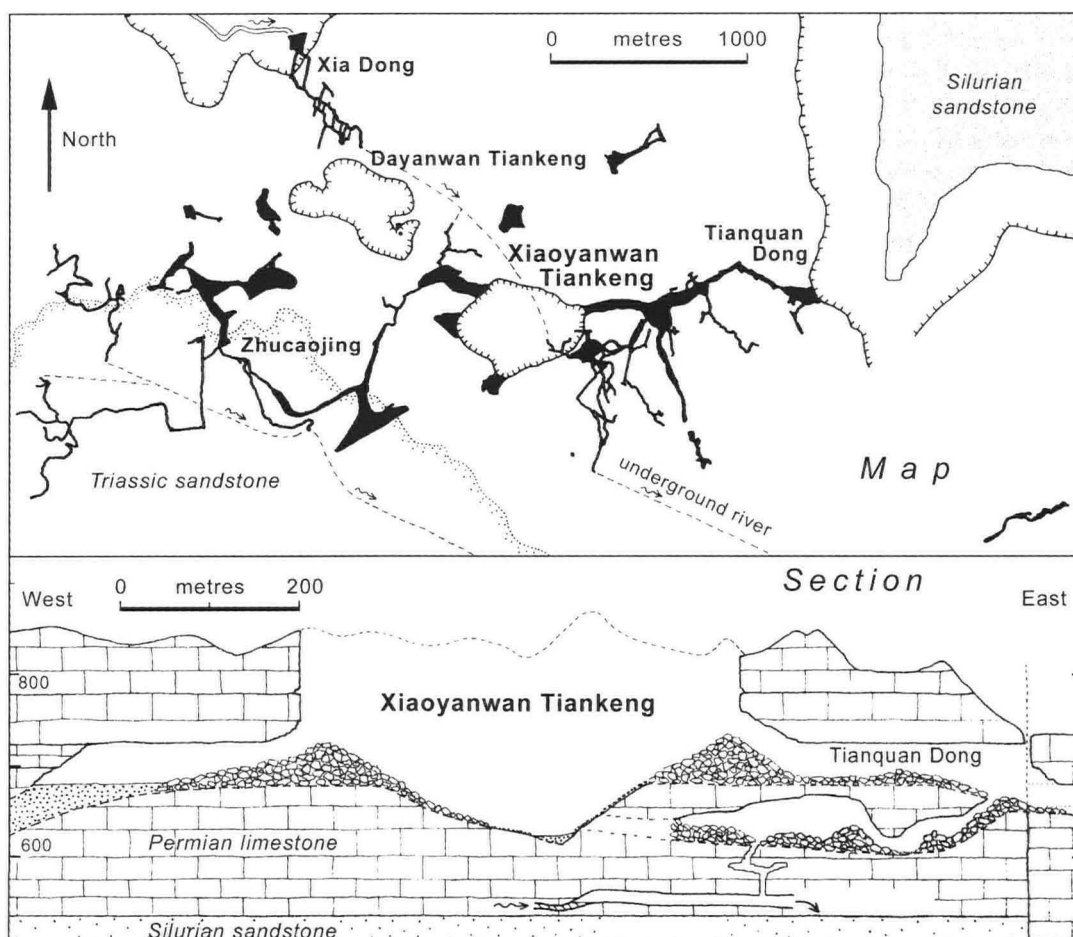 0 metres 1000
Xia Dong
Silurian
sandstone
North
Dayanwan Tiankeng
Xiaoyanwan
Tiankeng
Tianquan
Dong
Zhucaojing
Triassic sandstone
underground river
Map
Section
0 metres 200
West
East
800
Xiaoyanwan Tiankeng
Tianquan Dong
Permian limestone
600
Silurian sandstone